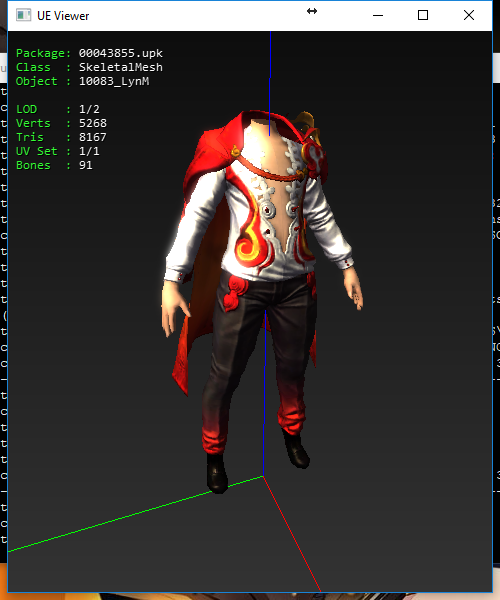 UE Viewer
Package: 00043855.upk
Class : SkeletalMesh
Object : 10083_LynM
LOD : 1/2
Verts : 5268
Tris : 8167
UV Set : 1/1
Bones : 91